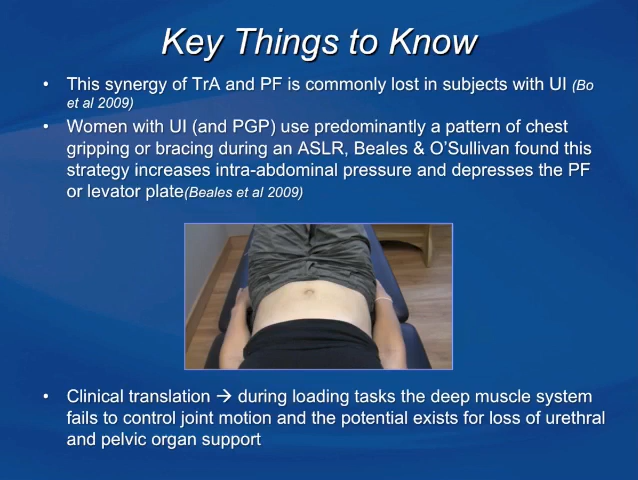 Key Things to Know
• This synergy of TrA and PF is commonly lost in subjects with UI (Bo
et al 2009)
• Women with UI (and PGP) use predominantly a pattern of chest
gripping or bracing during an ASLR, Beales & O'Sullivan found this
strategy increases intra-abdominal pressure and depresses the PF
or levator plate(Beales et al 2009)
• Clinical translation → during loading tasks the deep muscle system
fails to control joint motion and the potential exists for loss of urethral
and pelvic organ support